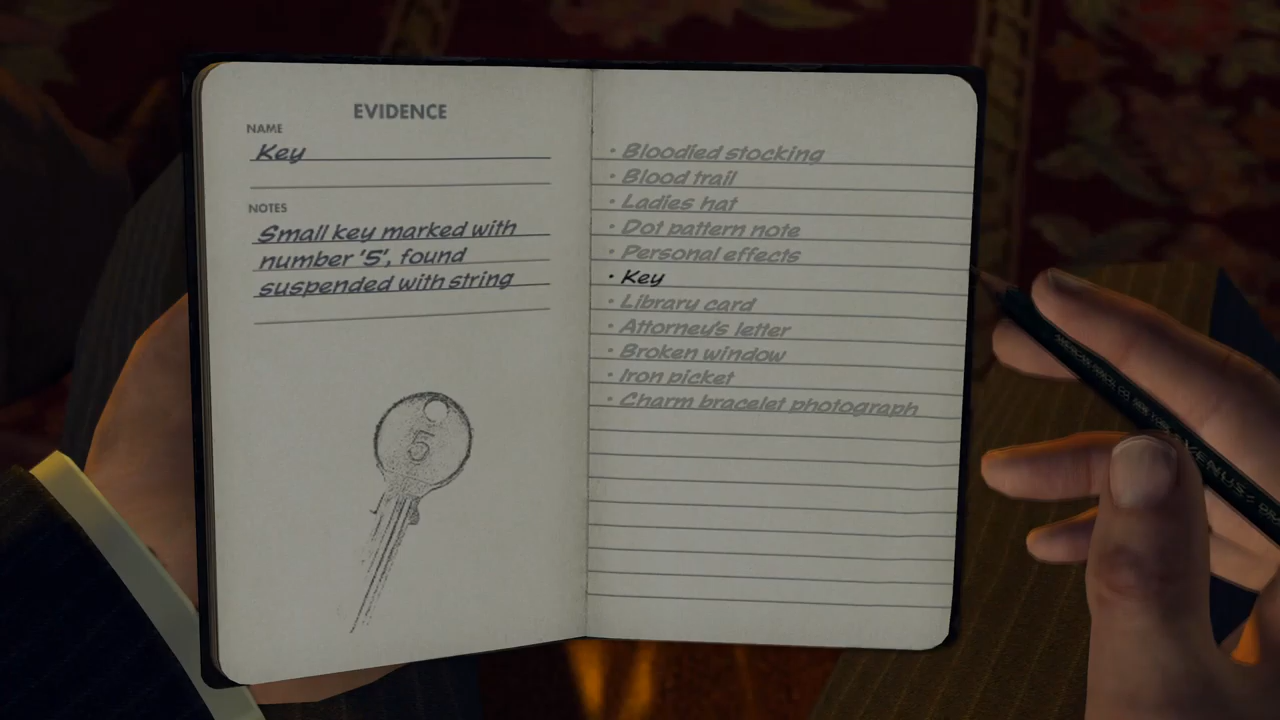 EVIDENCE
NAME
Key
NOTES
Small key marked with
number '5', found
suspended with string
5
• Bloodied stocking
• Blood trail
• Ladies hat
• Dot pattern note
• Personal effects
• Key
• Library card
• Attorney's letter
• Broken window
• Iron picket
• Charm bracelet photograph
VENUS